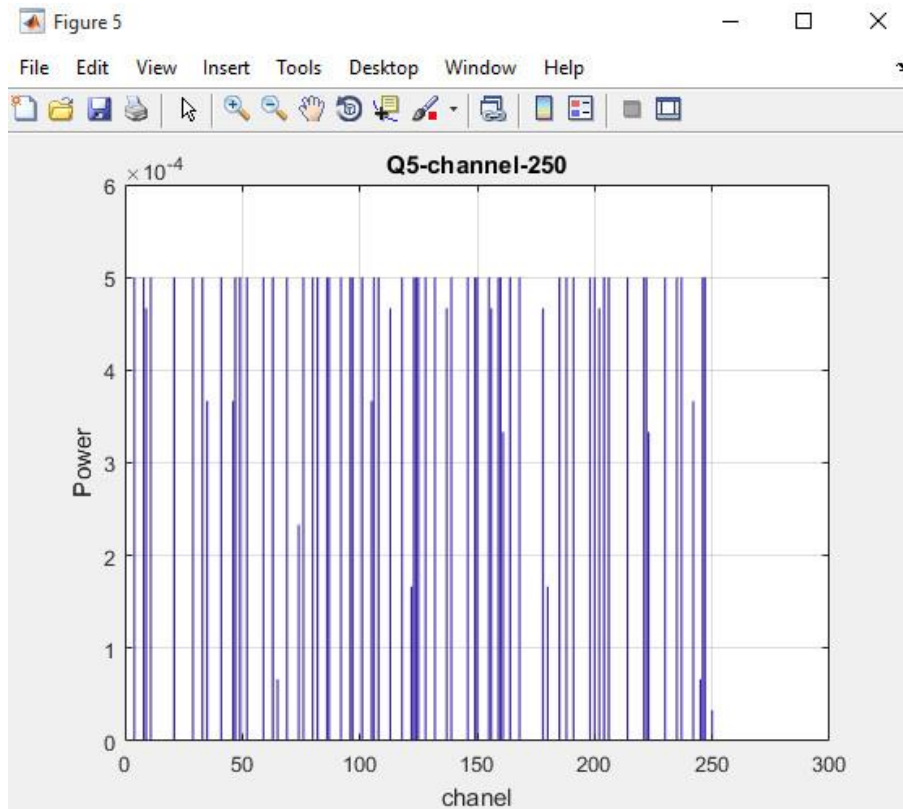 Figure 5
File Edit View Insert Tools Desktop Window Help
×10-4
Q5-channel-250
6
5
4
3
2
1
0
Power
0 50 100 150 200 250 300
chanel